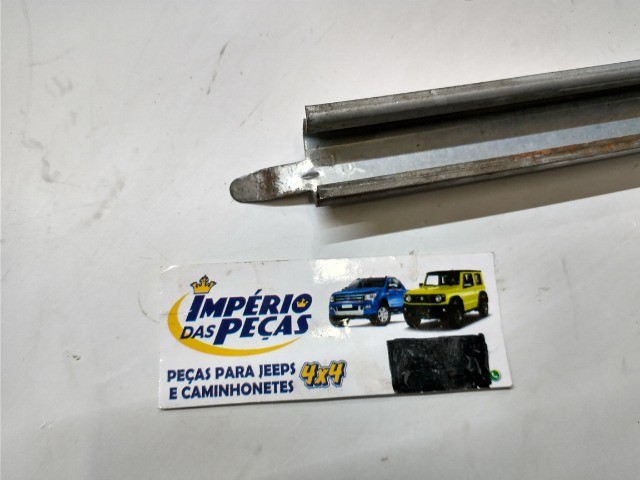 IMPÉRIO
DAS PEÇAS
PEÇAS PARA JEEPS
E CAMINHONETES 4x4